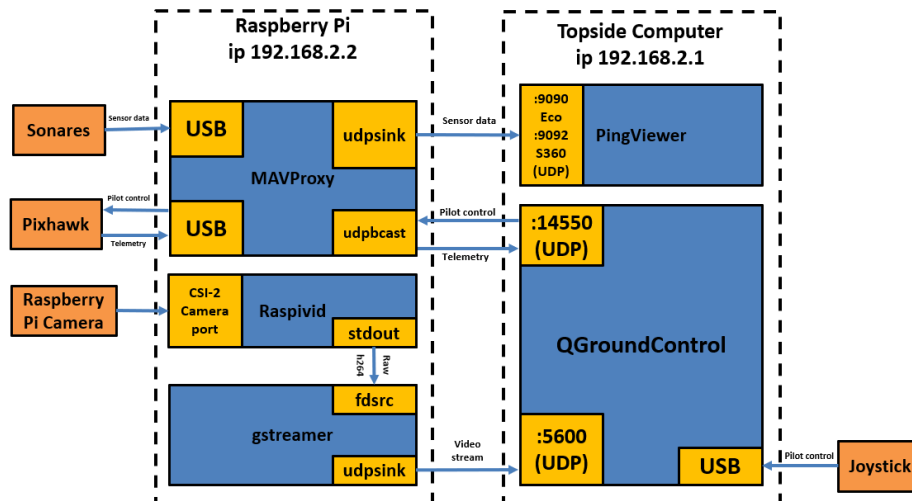 Raspberry Pi
ip 192.168.2.2
Topside Computer
ip 192.168.2.1
Sonares
Sensor data
USB
udpsink
MAVProxy
Sensor data
:9090
Eco
:9092
S360
(UDP)
PingViewer
Pixhawk
Pilot control
Telemetry
USB
udpbcast
Pilot control
Telemetry
:14550
(UDP)
QGroundControl
Raspberry
Pi Camera
CSI-2
Camera
port
Raspivid
stdout
Raw
h264
fdsrc
gstreamer
udpsink
Video
stream
:5600
(UDP)
USB
Pilot control
Joystick